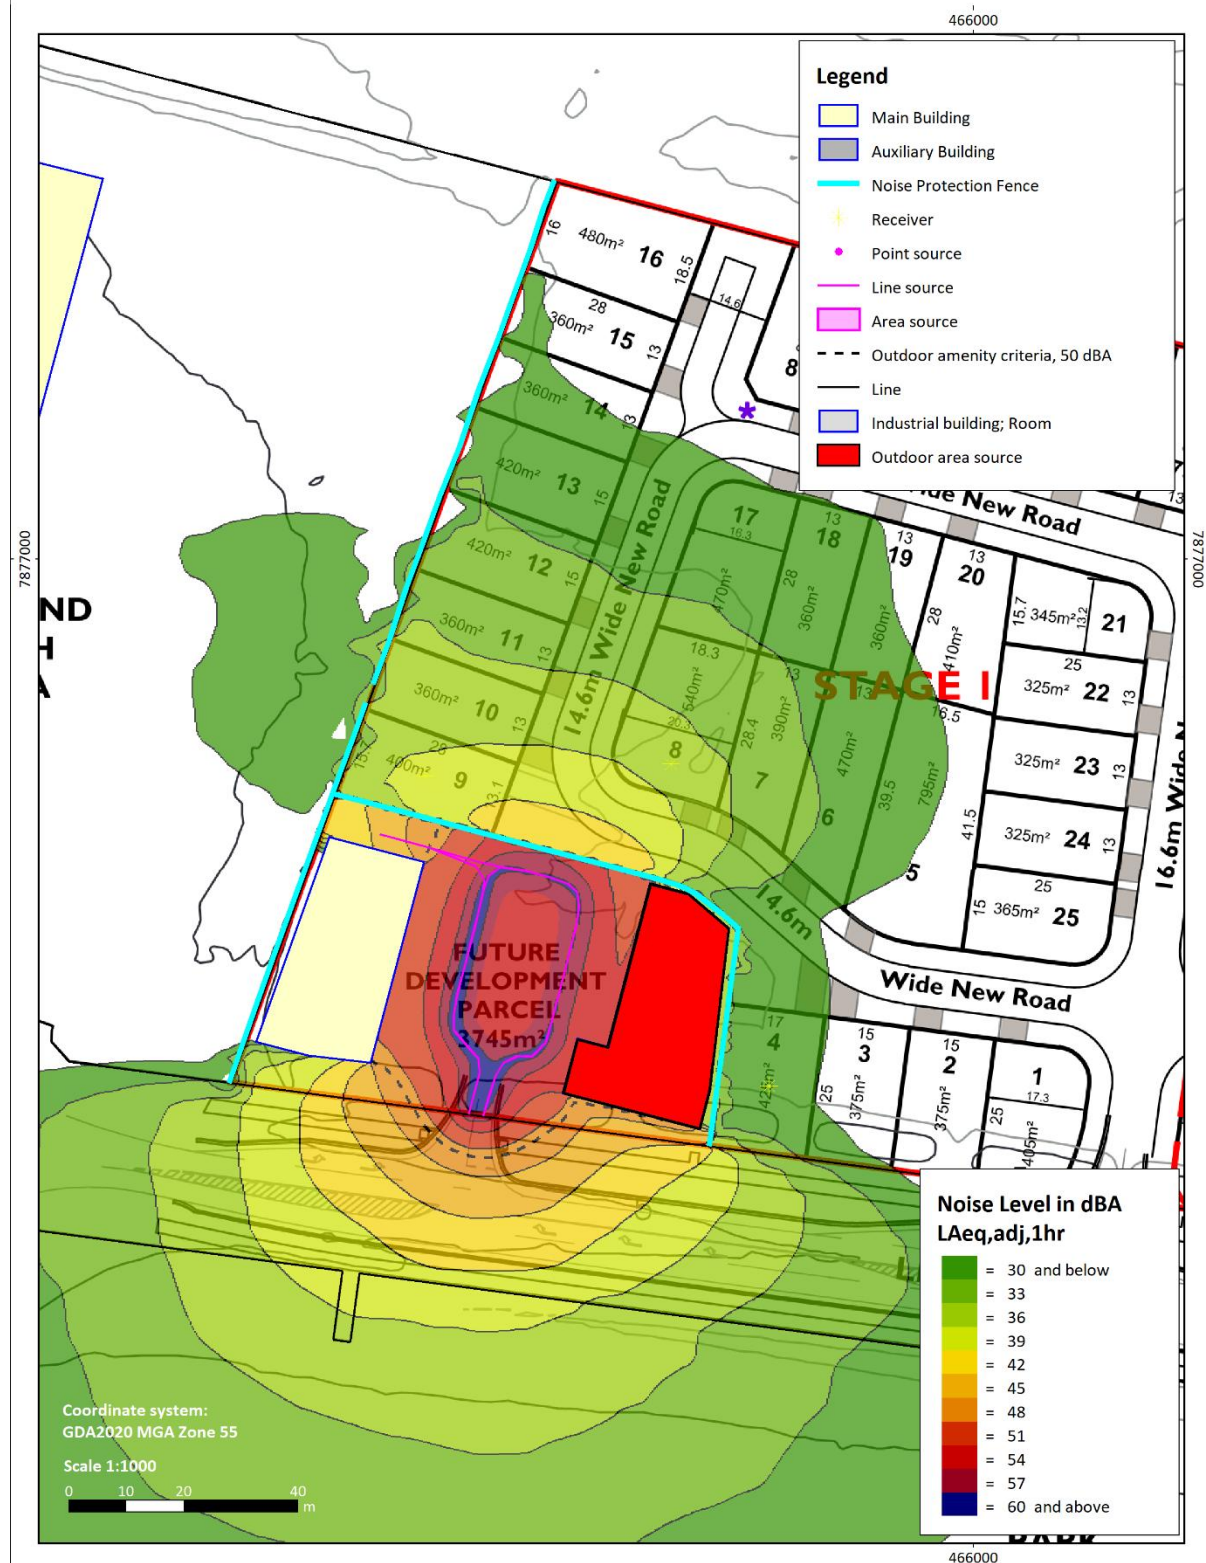 466000
Legend
Main Building
Auxiliary Building
Noise Protection Fence
Receiver
Point source
Line source
Area source
Outdoor amenity criteria, 50 dBA
Line
Industrial building; Room
Outdoor area source
16
480m²
16
18.5
28
360m²
15
13
14.6
8
360m²
14
13
420m²
13
15
420m²
12
15
360m²
11
13
360m²
10
13
28
400m²
9
13.1
14.6m Wide New Road
17
16.3
470m²
13
18
28
360m²
13
19
360m²
13
20
28
410m²
15.7
345m²
13.2
21
25
325m²
22
13
325m²
23
13
325m²
24
13
25
15
365m²
25
41.5
16.5
18.3
540m²
20.3
8
28.4
13
390m²
7
13
470m²
6
39.5
795m²
5
STAGE I
Wide New Road
13
7877000
7877000
ND
H
A
16.6m Wide N
14.6m
Wide New Road
FUTURE
DEVELOPMENT
PARCEL
3745m²
17
4
15
3
25
375m²
15
2
375m²
1
17.3
25
405m²
Noise Level in dBA
LAeq,adj,1hr
= 30 and below
= 33
= 36
= 39
= 42
= 45
= 48
= 51
= 54
= 57
= 60 and above
Coordinate system:
GDA2020 MGA Zone 55
Scale 1:1000
0 10 20 40
m
466000